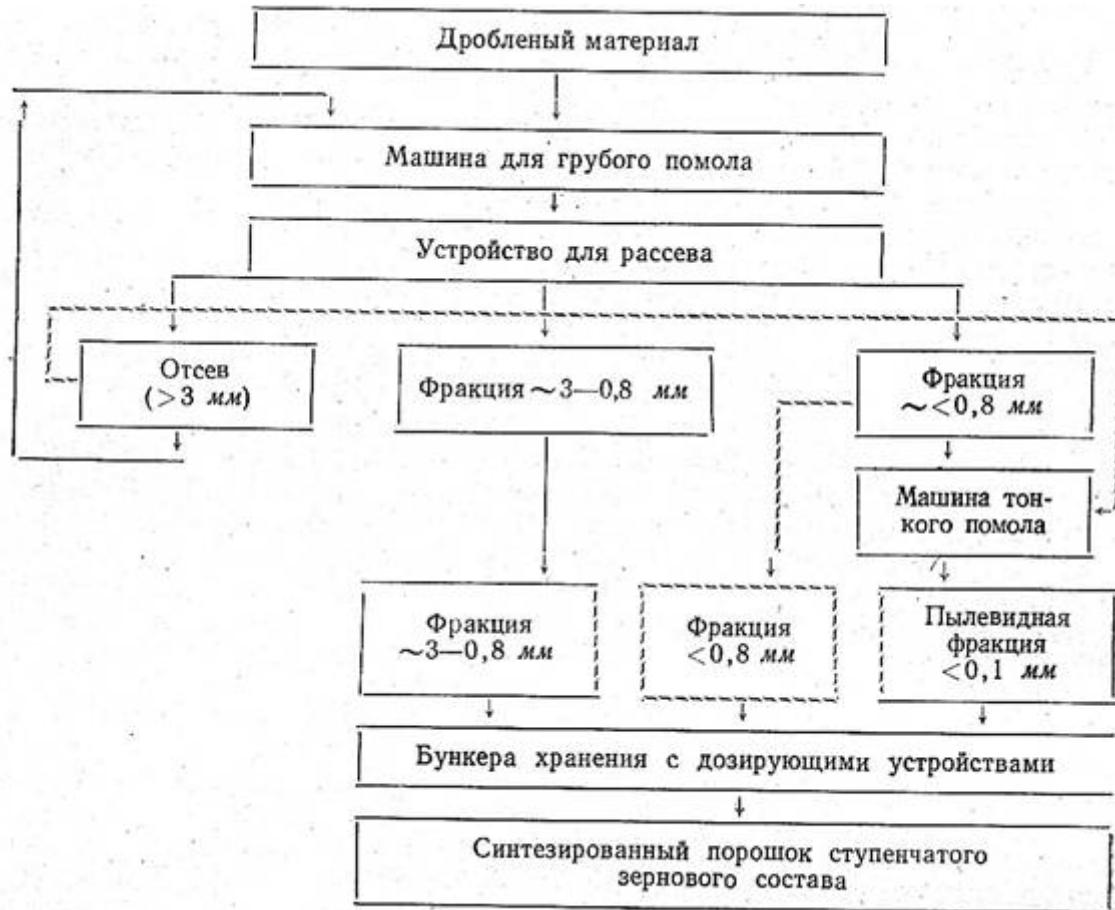 Дробленый материал
Машина для грубого помола
Устройство для рассева
Отсев
(>3 мм)
Фракция ~3—0,8 мм
Фракция
~<0,8 мм
Машина тон-
кого помола
Фракция
~3—0,8 мм
Фракция
<0,8 мм
Пылевидная
фракция
<0,1 мм
Бункера хранения с дозирующими устройствами
Синтезированный порошок ступенчатого
зернового состава